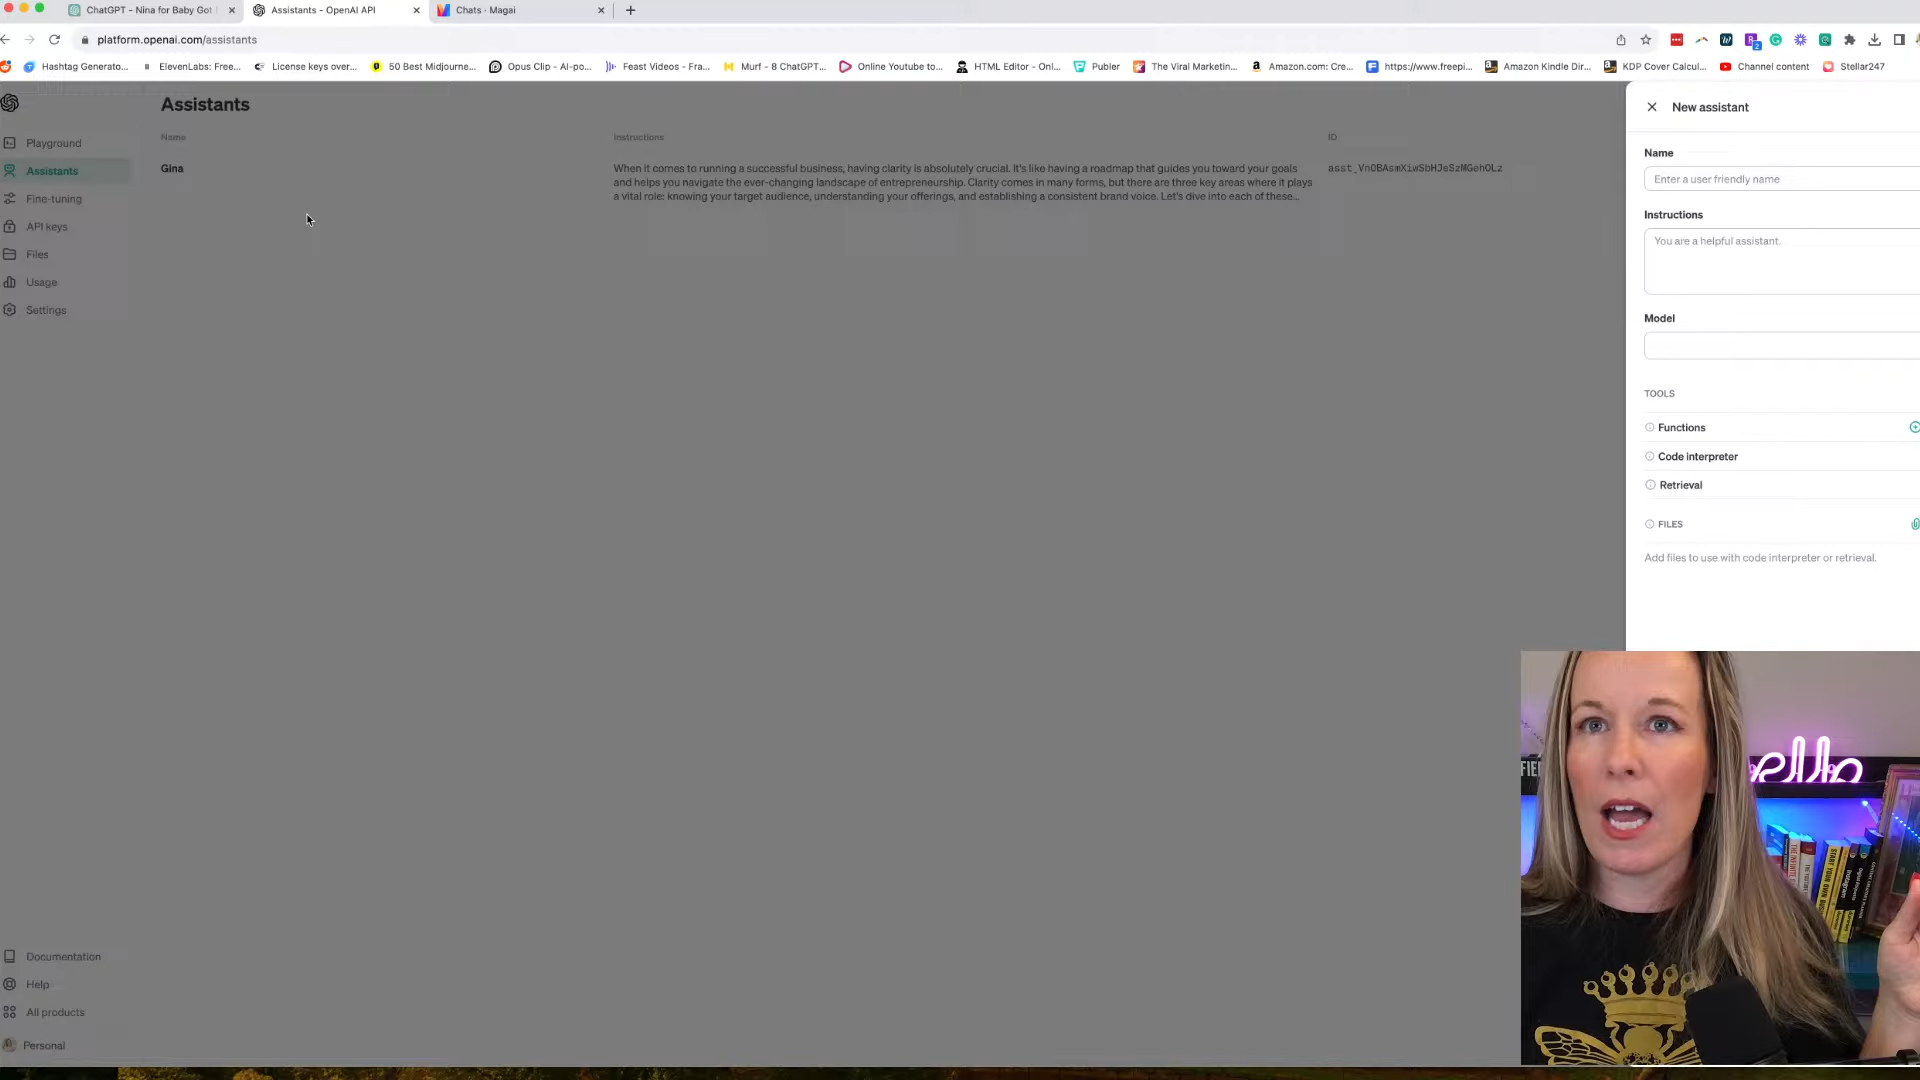 ChatGPT - Nina for Baby Got
Assistants - OpenAI API
Chats · Magai
platform.openai.com/assistants
Hashtag Generato...
ElevenLabs: Free...
License keys over...
50 Best Midjourne...
Opus Clip - AI-po...
Feast Videos - Fra...
Murf - 8 ChatGPT...
Online Youtube to...
HTML Editor - Onl...
Publer
The Viral Marketin...
Amazon.com: Cre...
https://www.freepi...
Amazon Kindle Dir...
KDP Cover Calcul...
Channel content
Stellar247
Playground
Assistants
Fine-tuning
API keys
Files
Usage
Settings
Documentation
Help
All products
Personal
Assistants
Name
Instructions
ID
Gina
When it comes to running a successful business, having clarity is absolutely crucial. It's like having a roadmap that guides you toward your goals
and helps you navigate the ever-changing landscape of entrepreneurship. Clarity comes in many forms, but there are three key areas where it plays
a vital role: knowing your target audience, understanding your offerings, and establishing a consistent brand voice. Let's dive into each of these...
asst_VnOBAsmXiwSbHJeSzMGehOLz
New assistant
Name
Enter a user friendly name
Instructions
You are a helpful assistant.
Model
TOOLS
Functions
Code interpreter
Retrieval
FILES
Add files to use with code interpreter or retrieval.
START YOUR OWN
Instagram